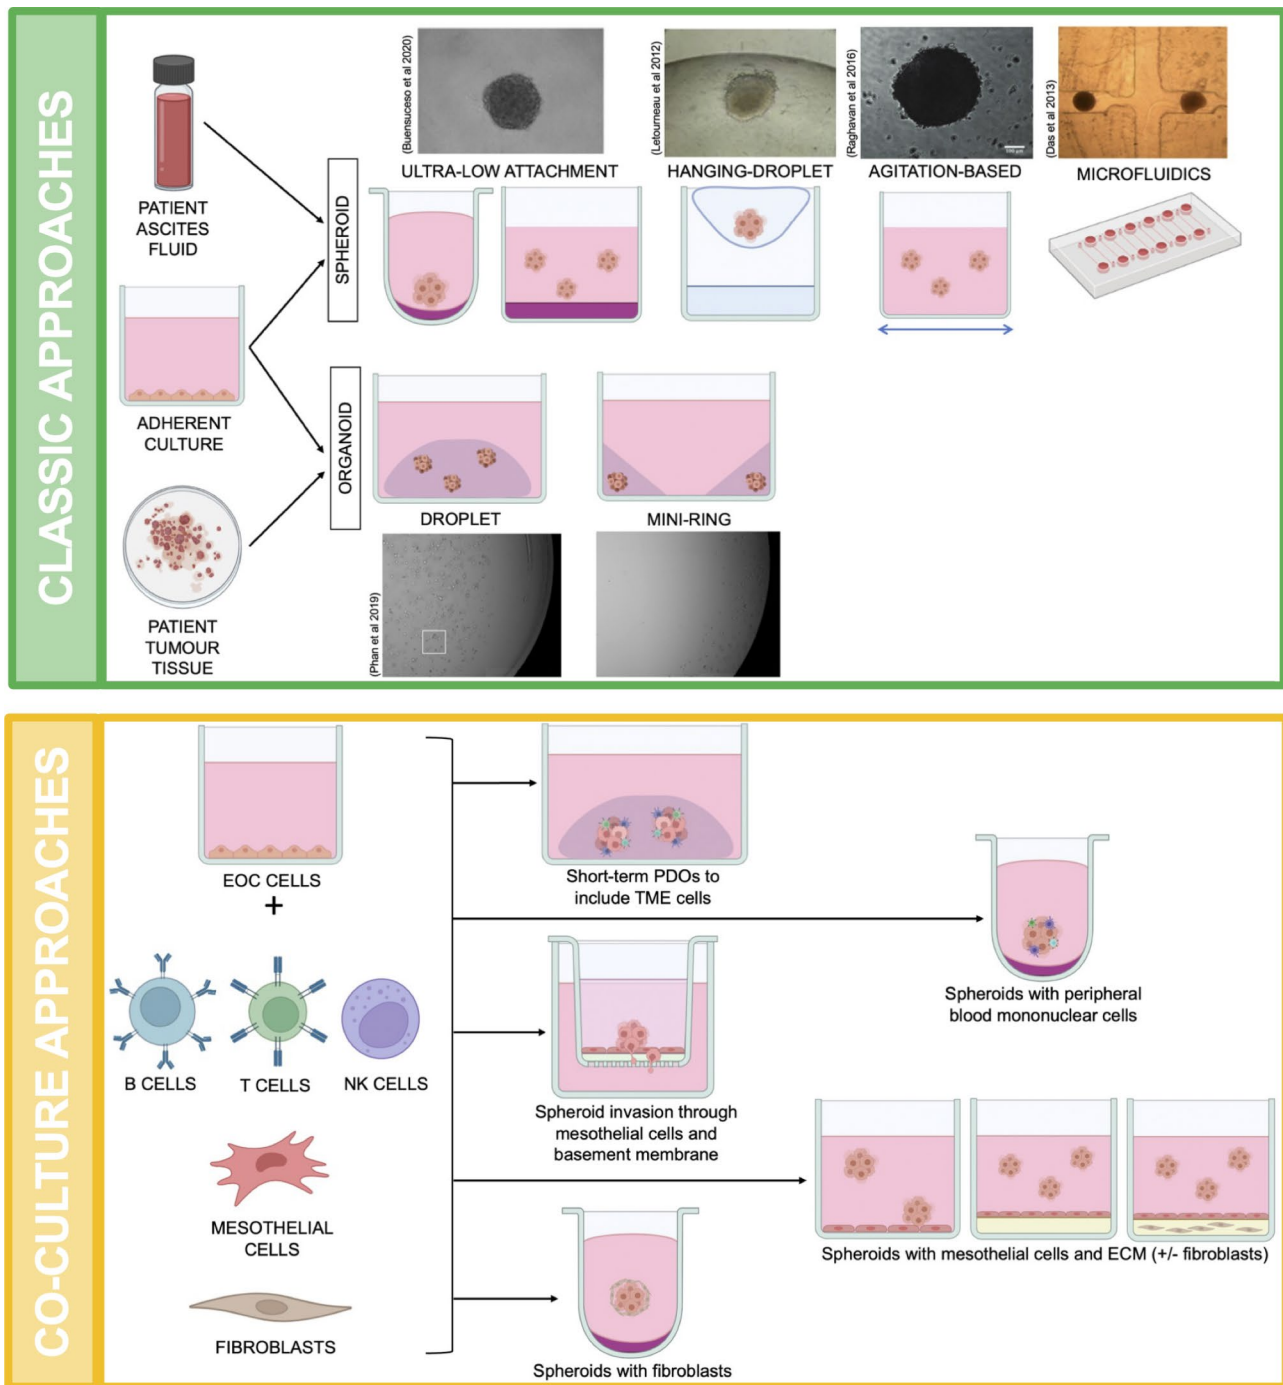 CLASSIC APPROACHES
(Buensuceso et al 2020)
(Letourneau et al 2012)
(Raghavan et al 2016)
(Das et al 2013)
ULTRA-LOW ATTACHMENT
HANGING-DROPLET
AGITATION-BASED
MICROFLUIDICS
PATIENT
ASCITES
FLUID
SPHEROID
ADHERENT
CULTURE
ORGANOID
DROPLET
MINI-RING
PATIENT
TUMOUR
TISSUE
(Phan et al 2019)
CO-CULTURE APPROACHES
EOC CELLS
+
B CELLS
T CELLS
NK CELLS
MESOTHELIAL
CELLS
FIBROBLASTS
Short-term PDOs to
include TME cells
Spheroids with peripheral
blood mononuclear cells
Spheroid invasion through
mesothelial cells and
basement membrane
Spheroids with mesothelial cells and ECM (+/- fibroblasts)
Spheroids with fibroblasts